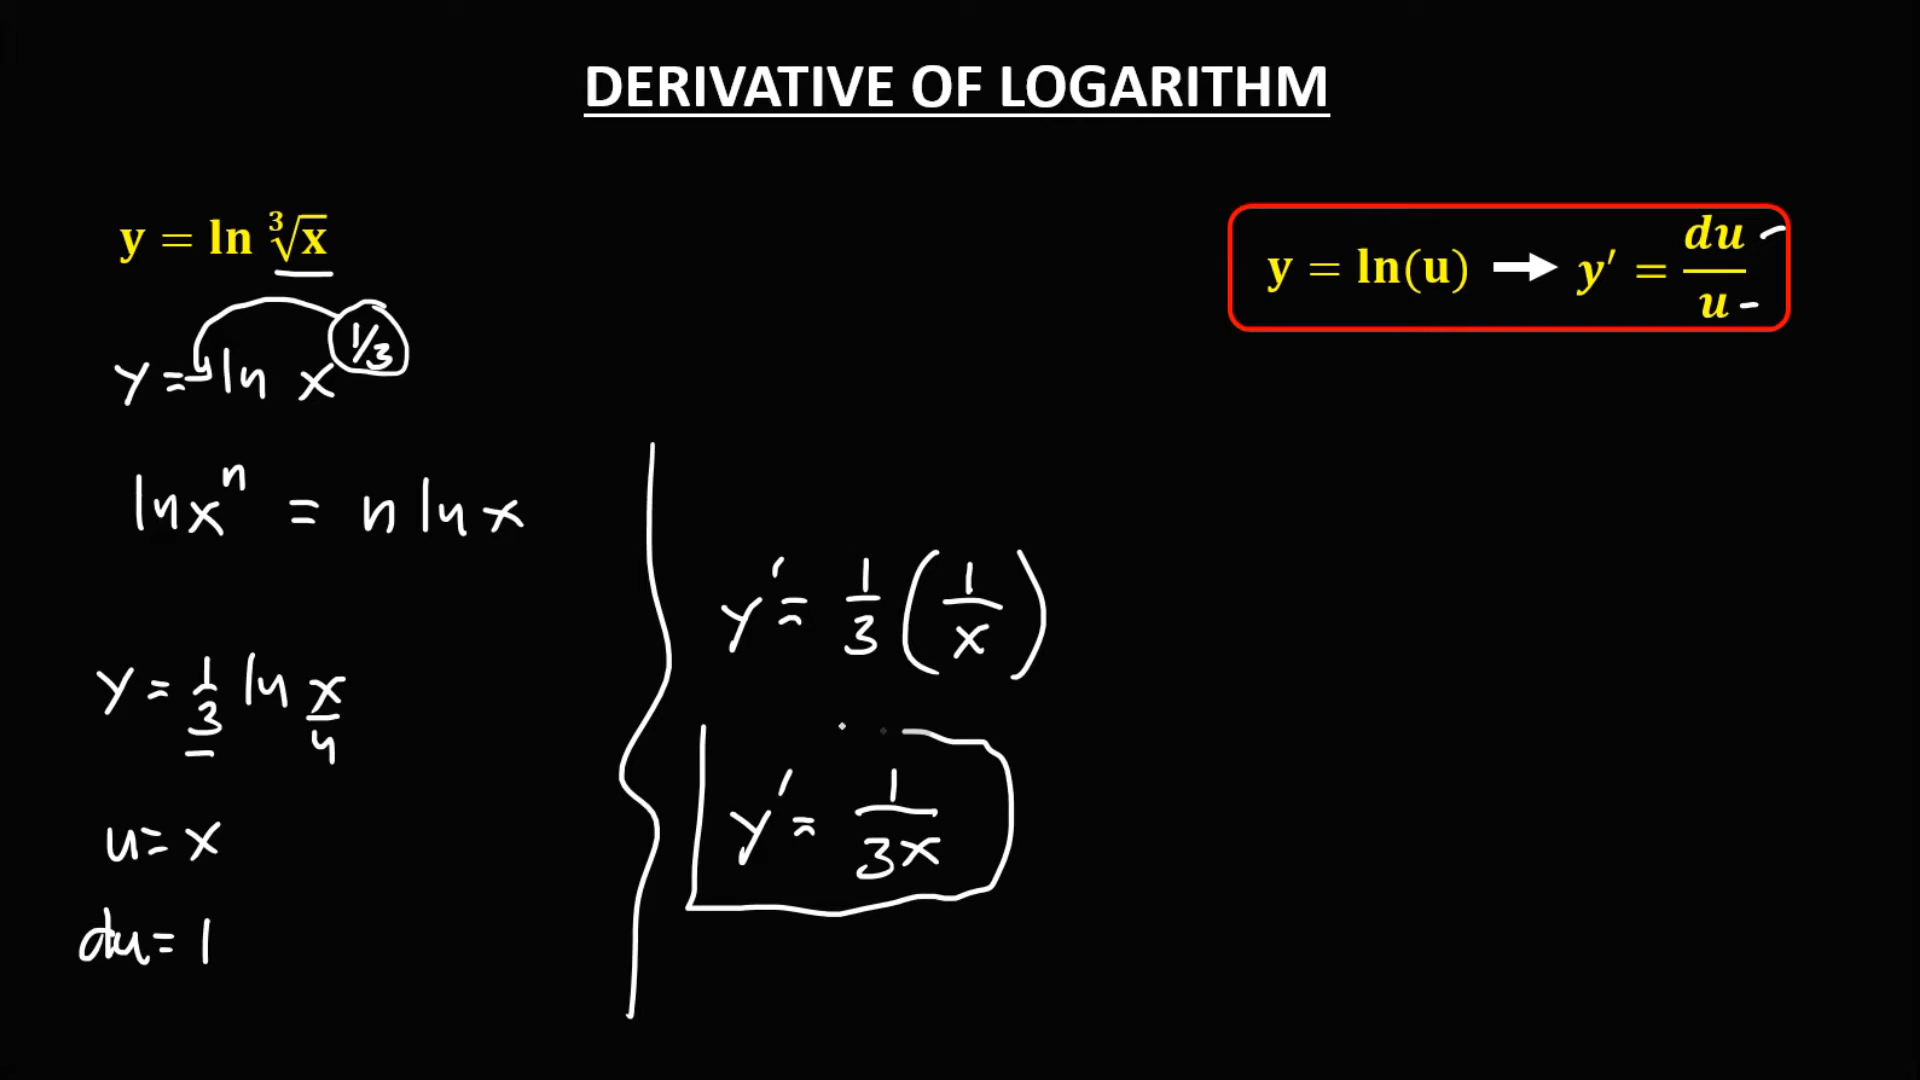 DERIVATIVE OF LOGARITHM
y = ln ∛x
y = ln(u) → y′ = du/u
y = ln x^(1/3)
ln xⁿ = n ln x
y = 1/3 ln x
u
u = x
du = 1
y′ = 1/3 (1/x)
y′ = 1/3x